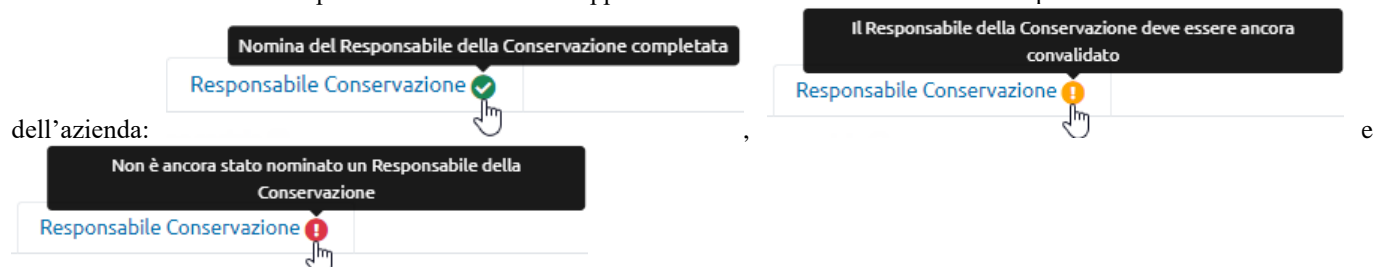 Nomina del Responsabile della Conservazione completata
Responsabile Conservazione
Il Responsabile della Conservazione deve essere ancora
convalidato
Responsabile Conservazione
dell’azienda: , e
Non è ancora stato nominato un Responsabile della
Conservazione
Responsabile Conservazione